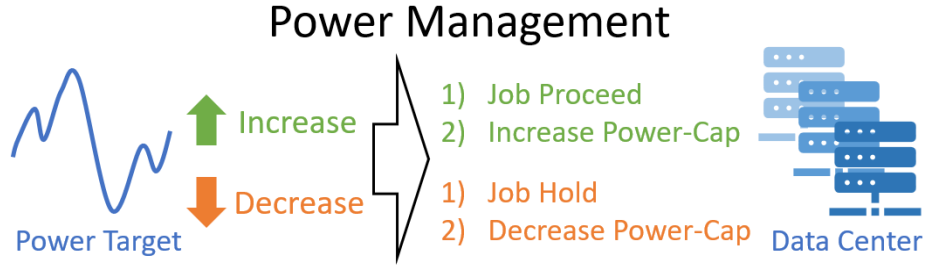 Power Management
Increase
Decrease
Power Target
1) Job Proceed
2) Increase Power-Cap
1) Job Hold
2) Decrease Power-Cap
Data Center